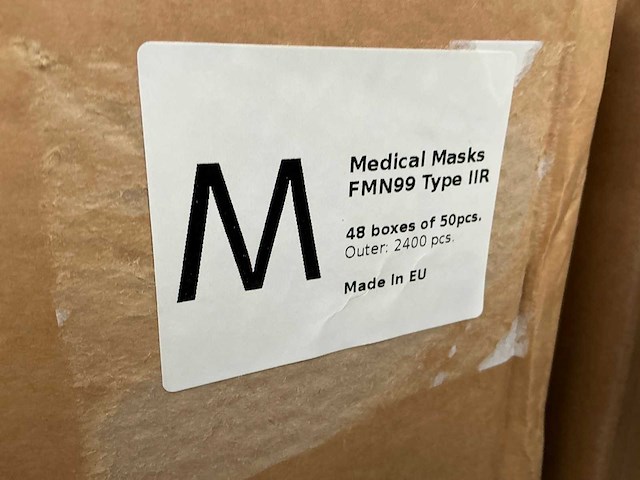 M
Medical Masks
FMN99 Type IIR
48 boxes of 50pcs.
Outer: 2400 pcs.
Made In EU